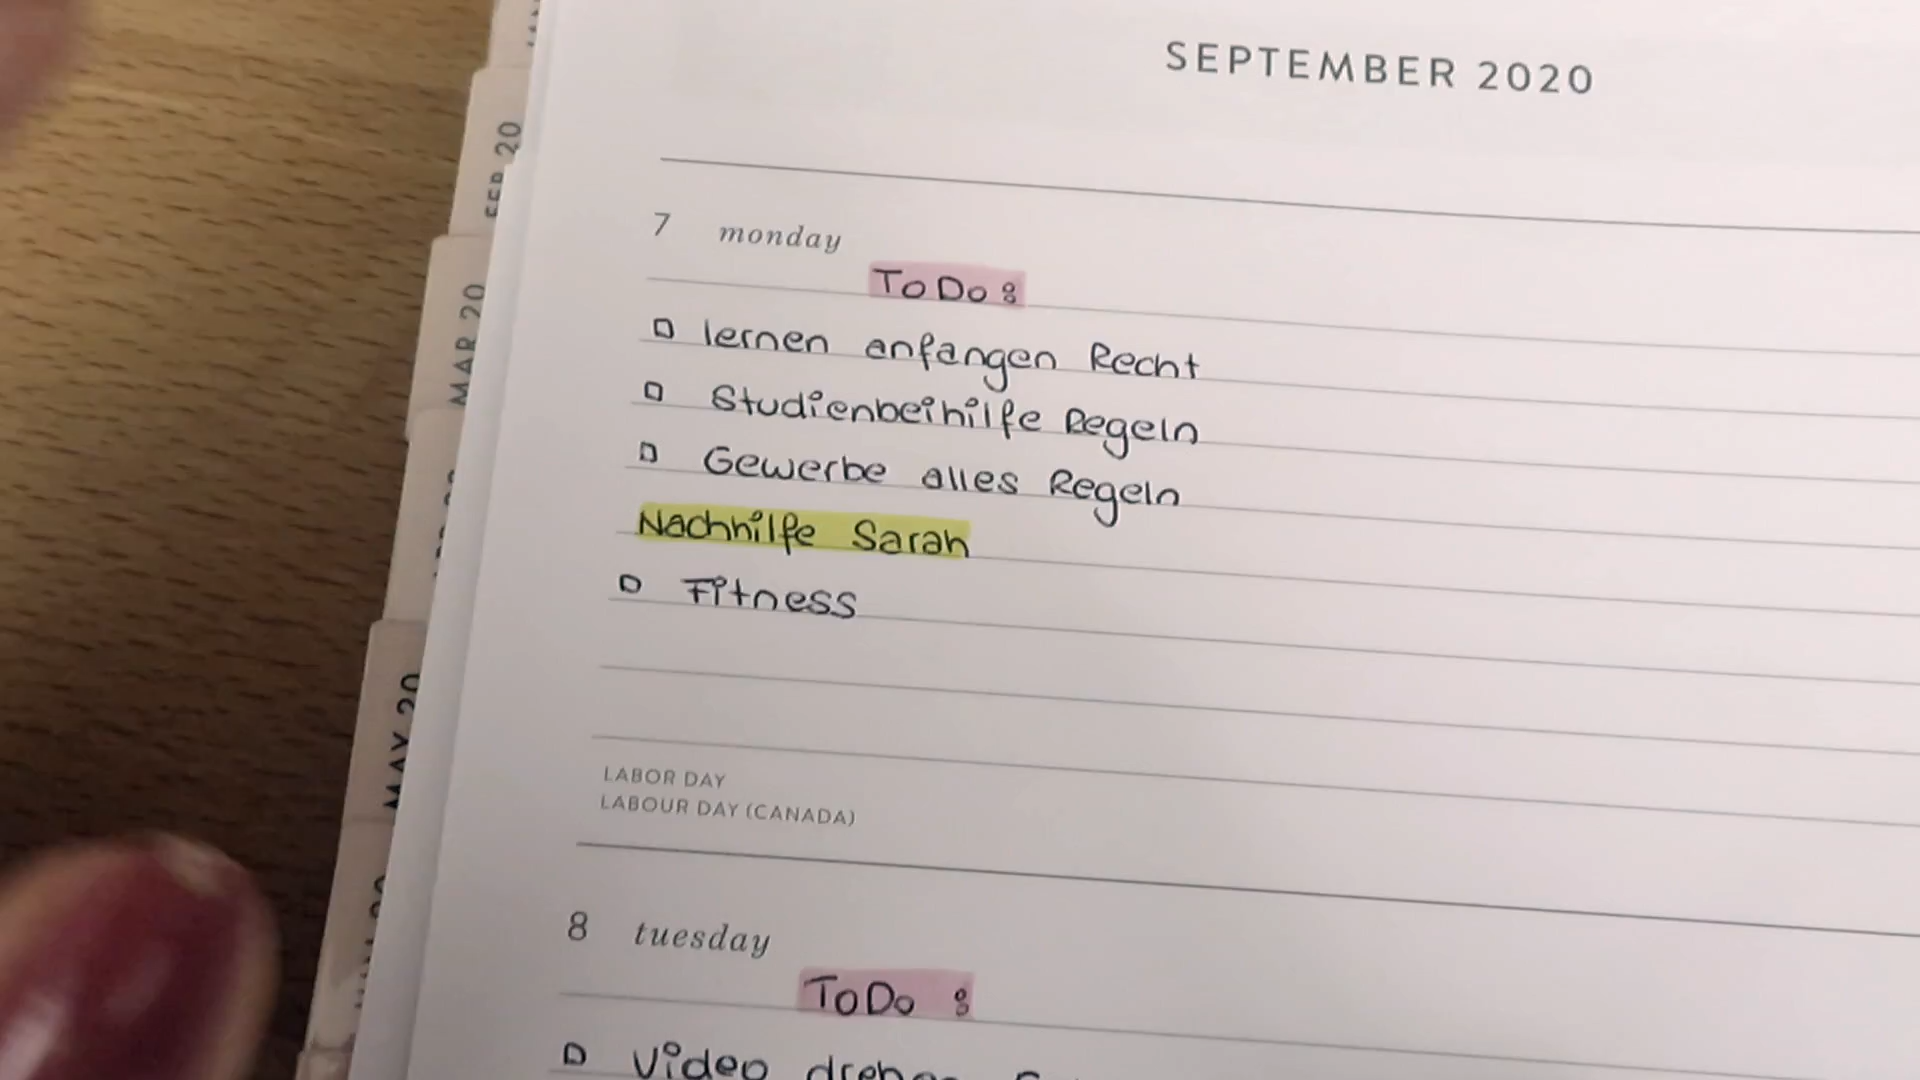 SEPTEMBER 2020
FEB 20
MAR 20
MAY 20
7 monday
ToDo:
lernen anfangen Recht
Studienbeihilfe Regeln
Gewerbe alles Regeln
Nachhilfe Sarah
Fitness
LABOR DAY
LABOUR DAY (CANADA)
8 tuesday
ToDo :
Video drehen